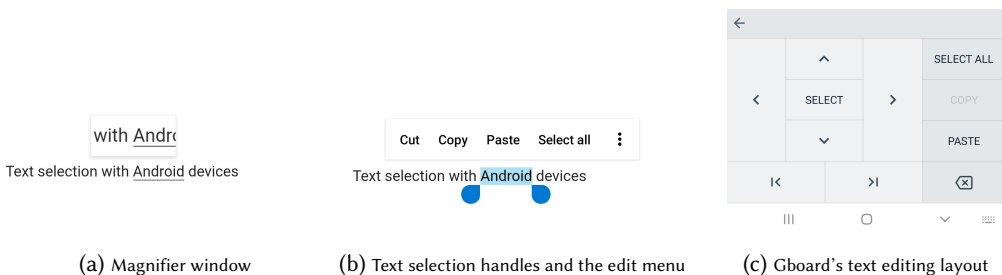 with Andro
Text selection with Android devices
(a) Magnifier window
Cut Copy Paste Select all
Text selection with Android devices
(b) Text selection handles and the edit menu
SELECT ALL
SELECT
COPY
PASTE
(c) Gboard's text editing layout